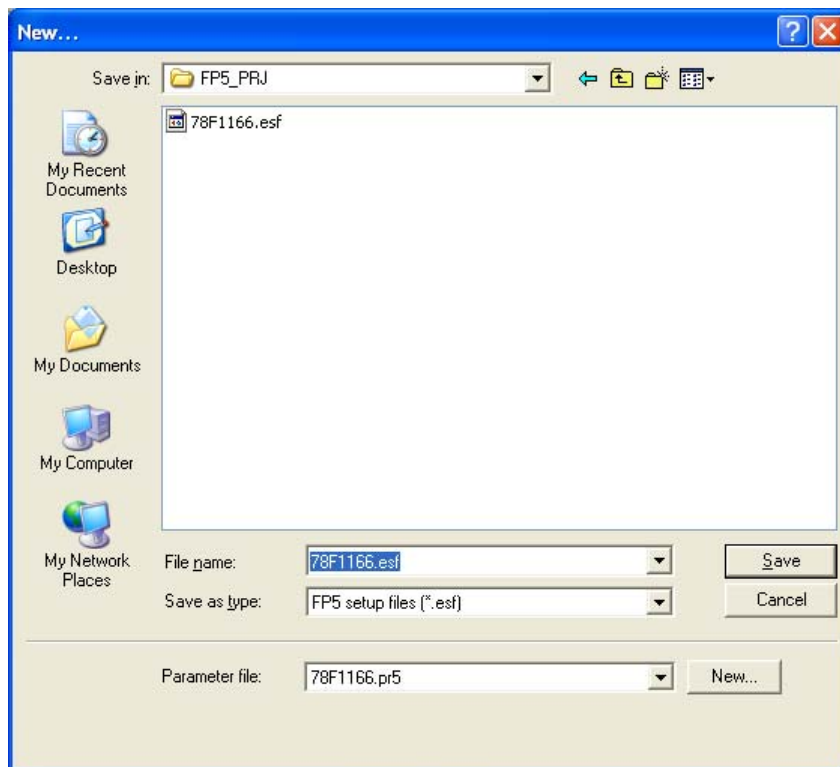 New...
Save in: FP5_PRJ
78F1166.esf
My Recent
Documents
Desktop
My Documents
My Computer
My Network
Places
File name: 78F1166.esf Save
Save as type: FP5 setup files (*.esf) Cancel
Parameter file: 78F1166.pr5 New...